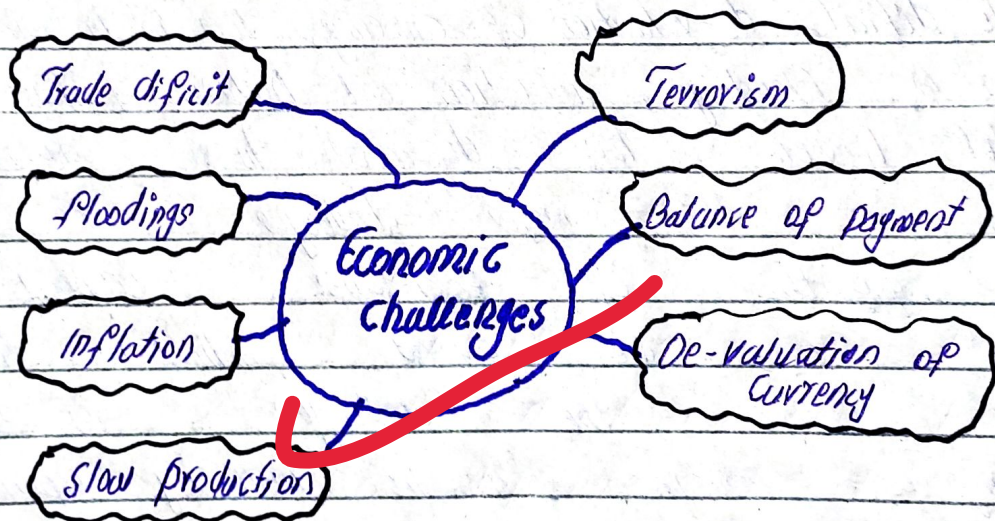 Trade dificit
floodings
Inflation
Slow production
Economic
Challenges
Terrorism
Balance of payment
De-valuation of
Currency